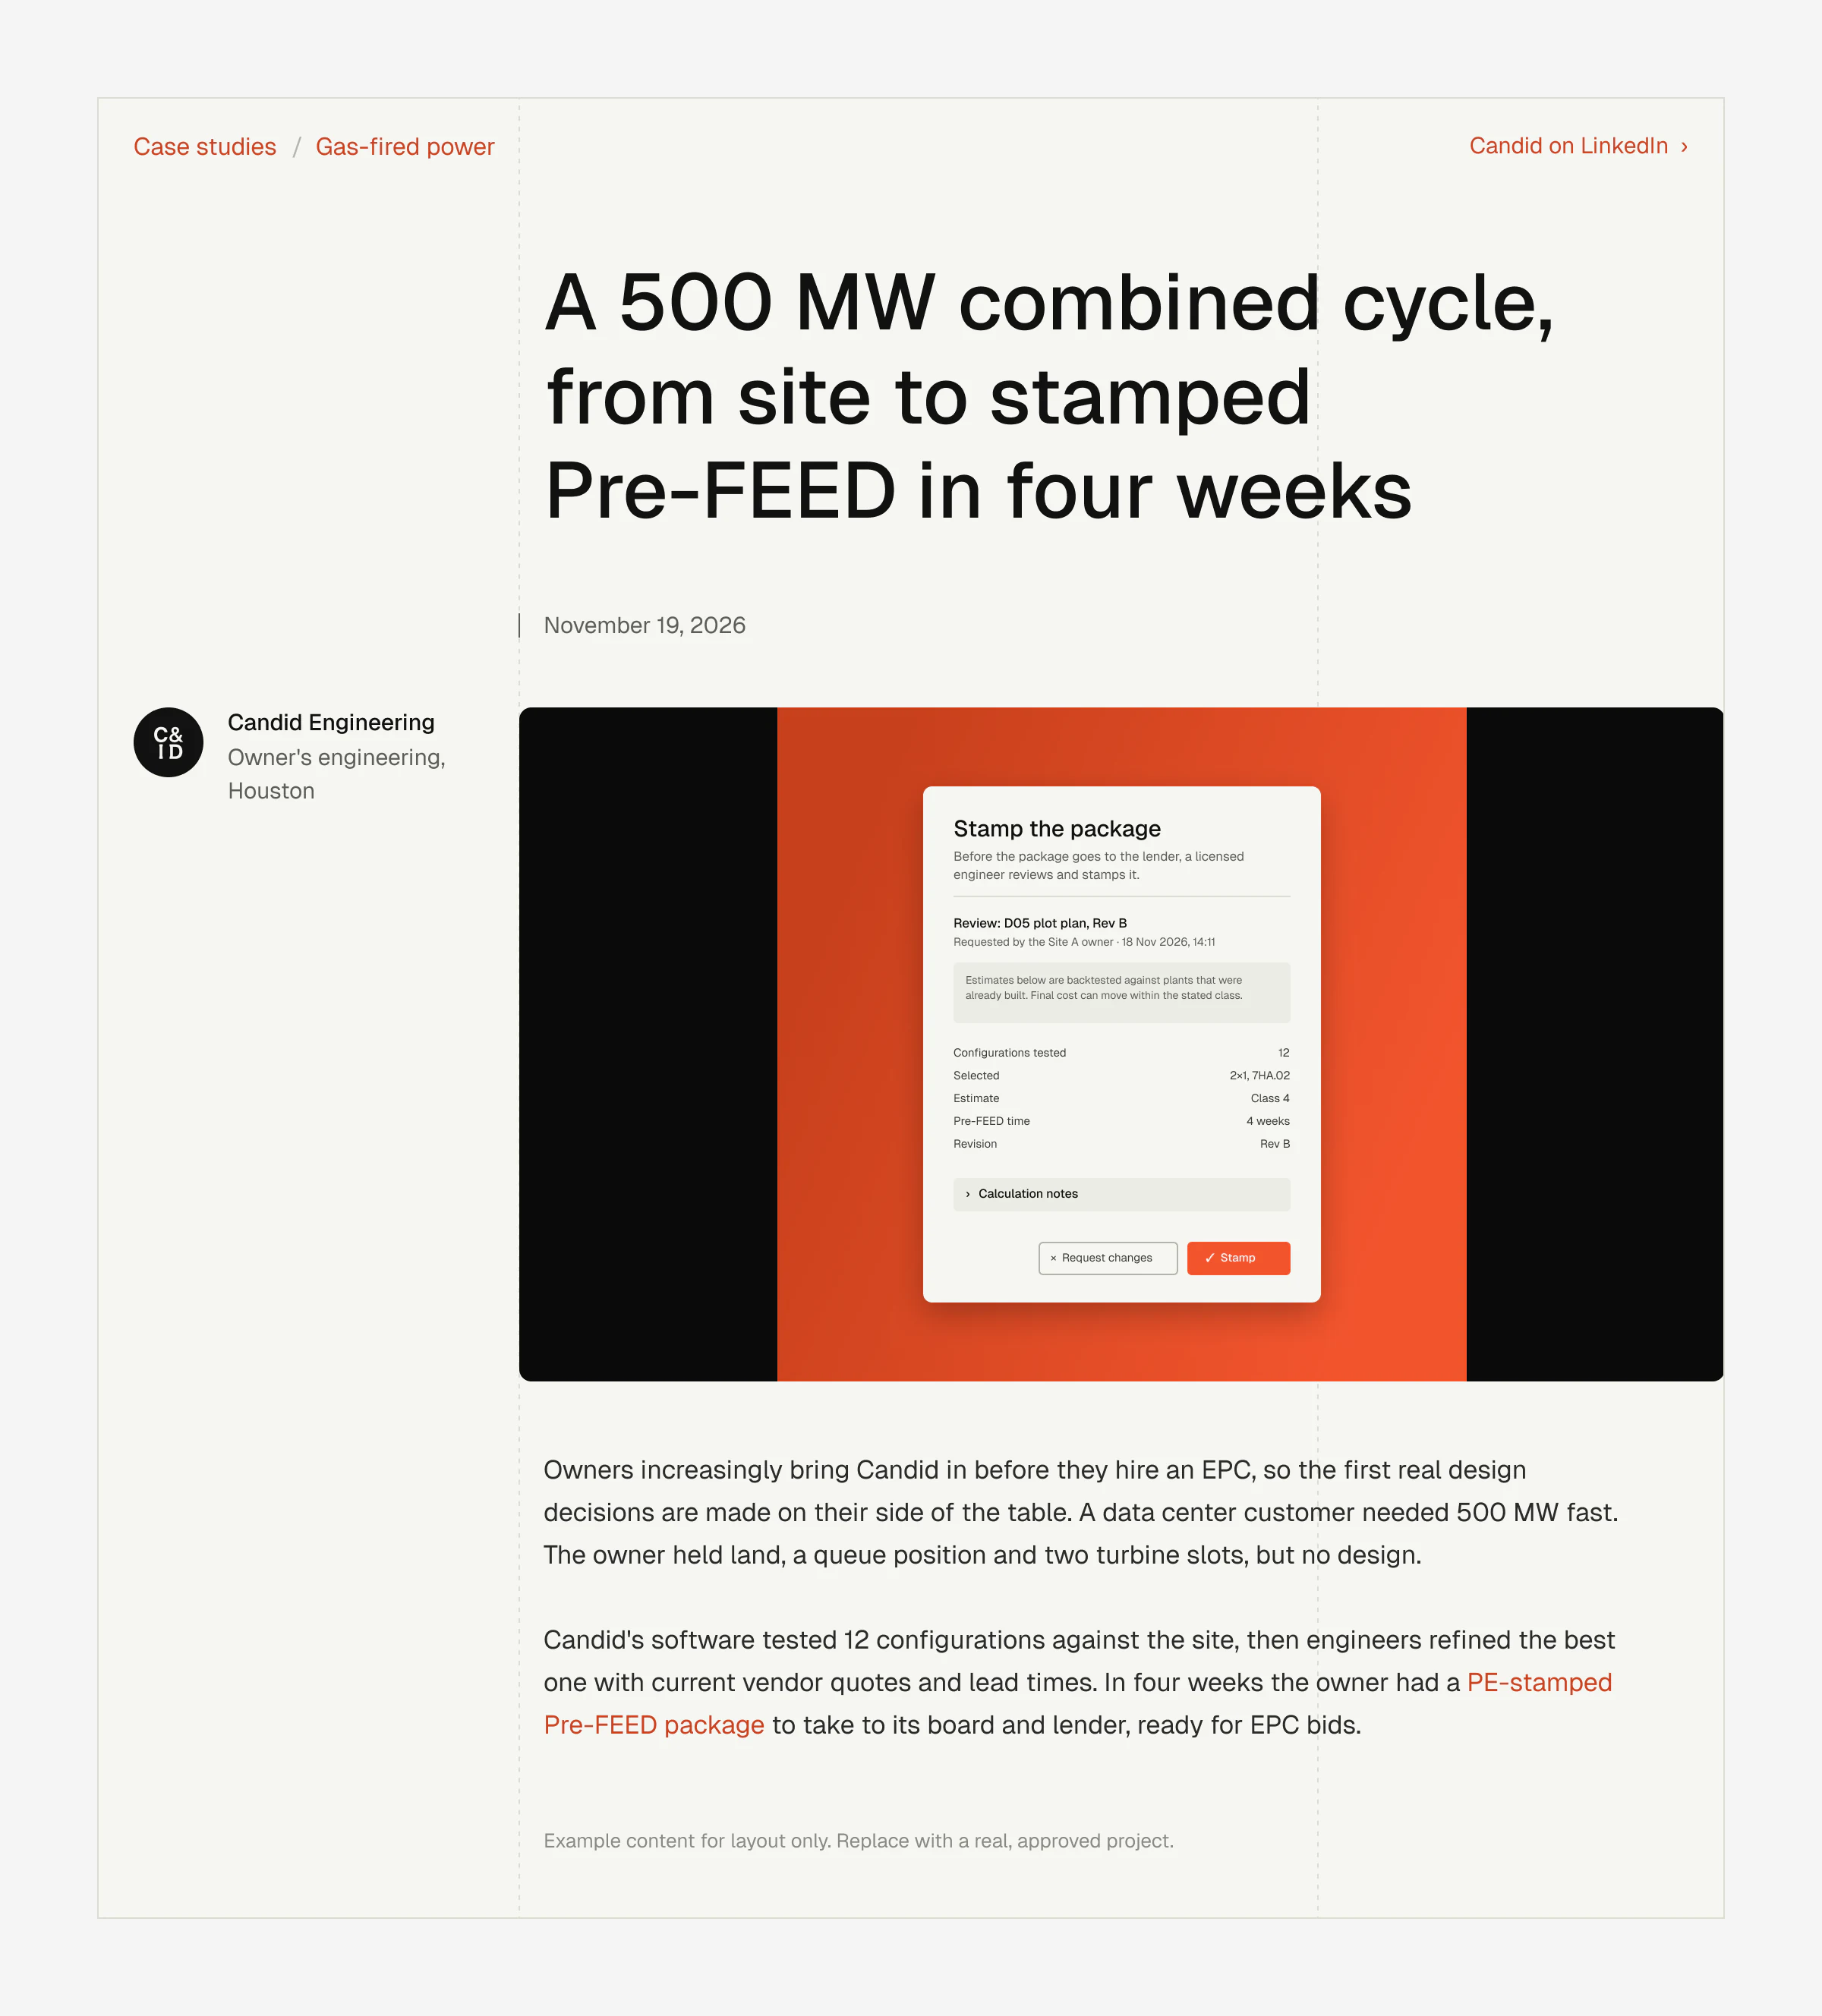 Case studies / Gas-fired power
Candid on LinkedIn ›
A 500 MW combined cycle,
from site to stamped
Pre-FEED in four weeks
November 19, 2026
C&
ID
Candid Engineering
Owner's engineering,
Houston
Stamp the package
Before the package goes to the lender, a licensed
engineer reviews and stamps it.
Review: D05 plot plan, Rev B
Requested by the Site A owner · 18 Nov 2026, 14:11
Estimates below are backtested against plants that were
already built. Final cost can move within the stated class.
Configurations tested 12
Selected 2×1, 7HA.02
Estimate Class 4
Pre-FEED time 4 weeks
Revision Rev B
› Calculation notes
× Request changes
✓ Stamp
Owners increasingly bring Candid in before they hire an EPC, so the first real design
decisions are made on their side of the table. A data center customer needed 500 MW fast.
The owner held land, a queue position and two turbine slots, but no design.
Candid's software tested 12 configurations against the site, then engineers refined the best
one with current vendor quotes and lead times. In four weeks the owner had a PE-stamped
Pre-FEED package to take to its board and lender, ready for EPC bids.
Example content for layout only. Replace with a real, approved project.